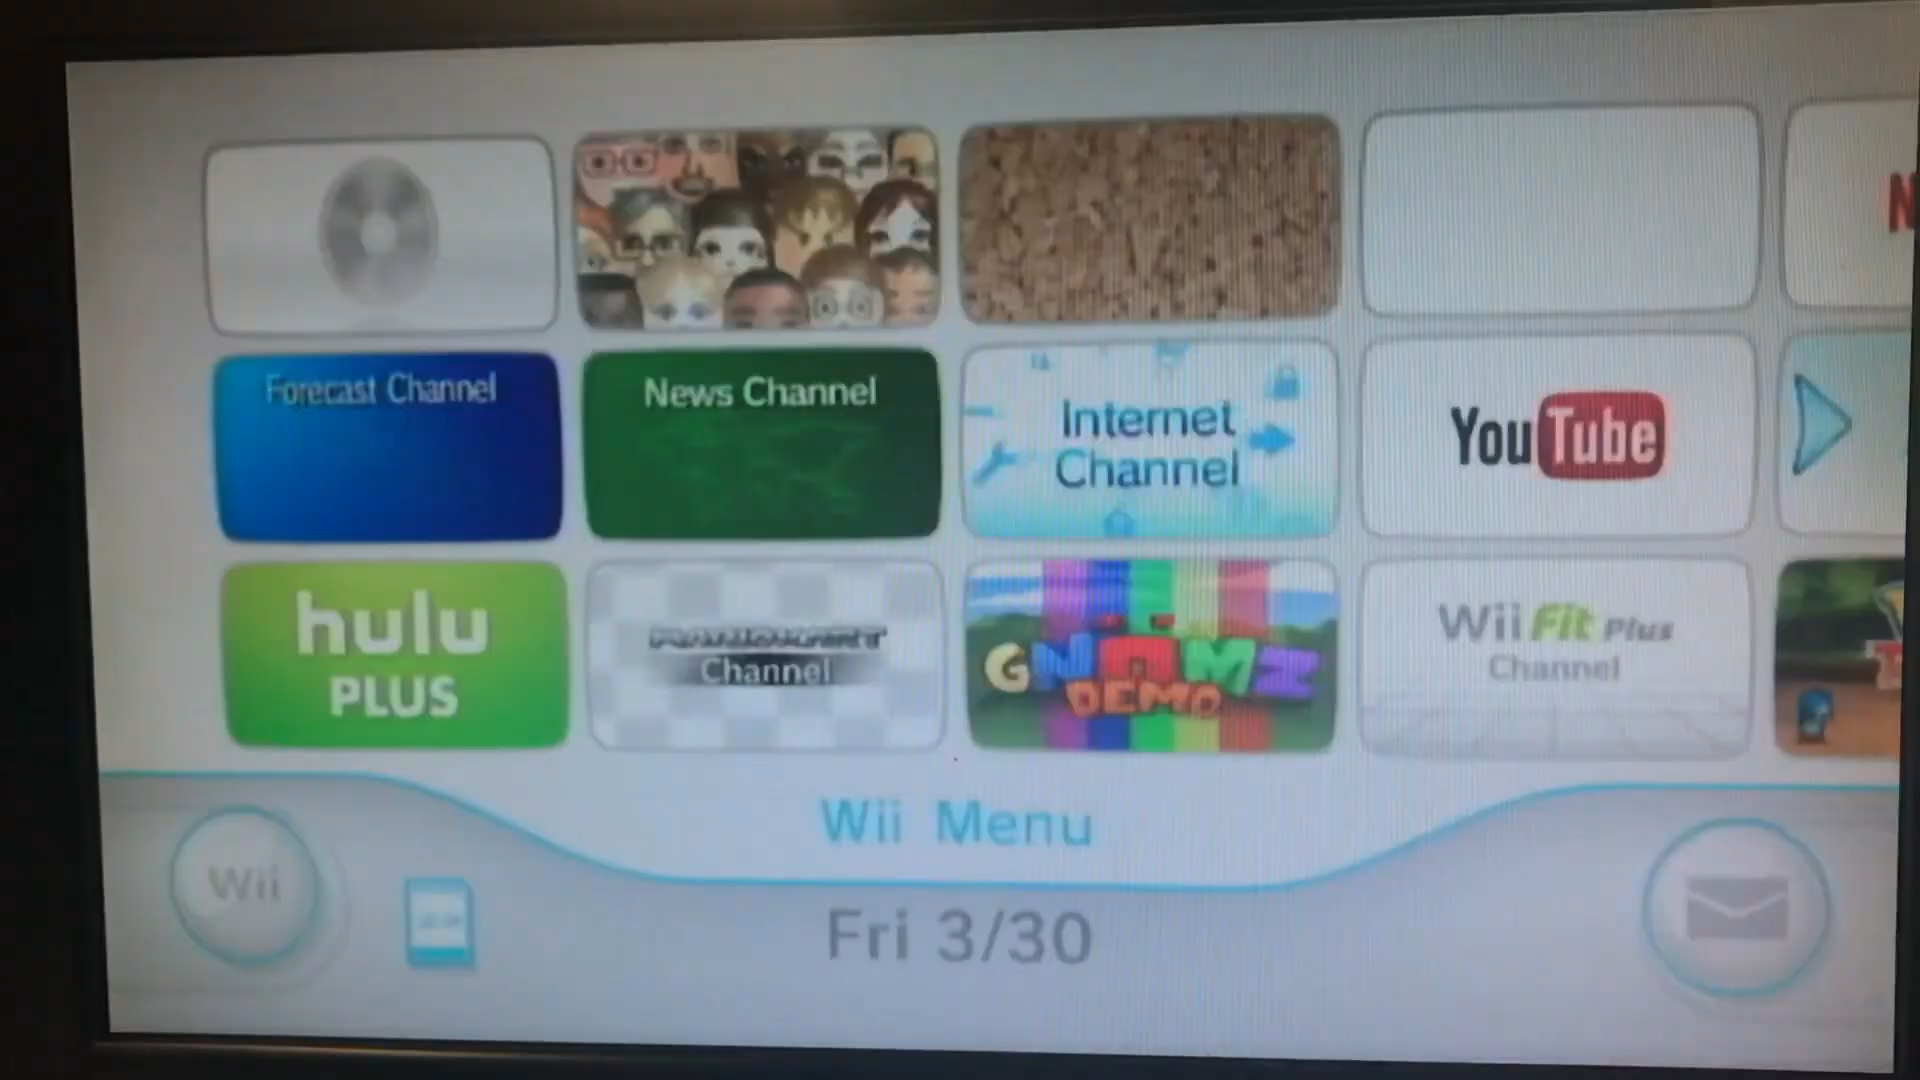 N
Forecast Channel
News Channel
Internet
Channel
YouTube
hulu
PLUS
Channel
GNOMZ
DEMO
Wii Fit Plus
Channel
Wii Menu
Wii
Fri 3/30